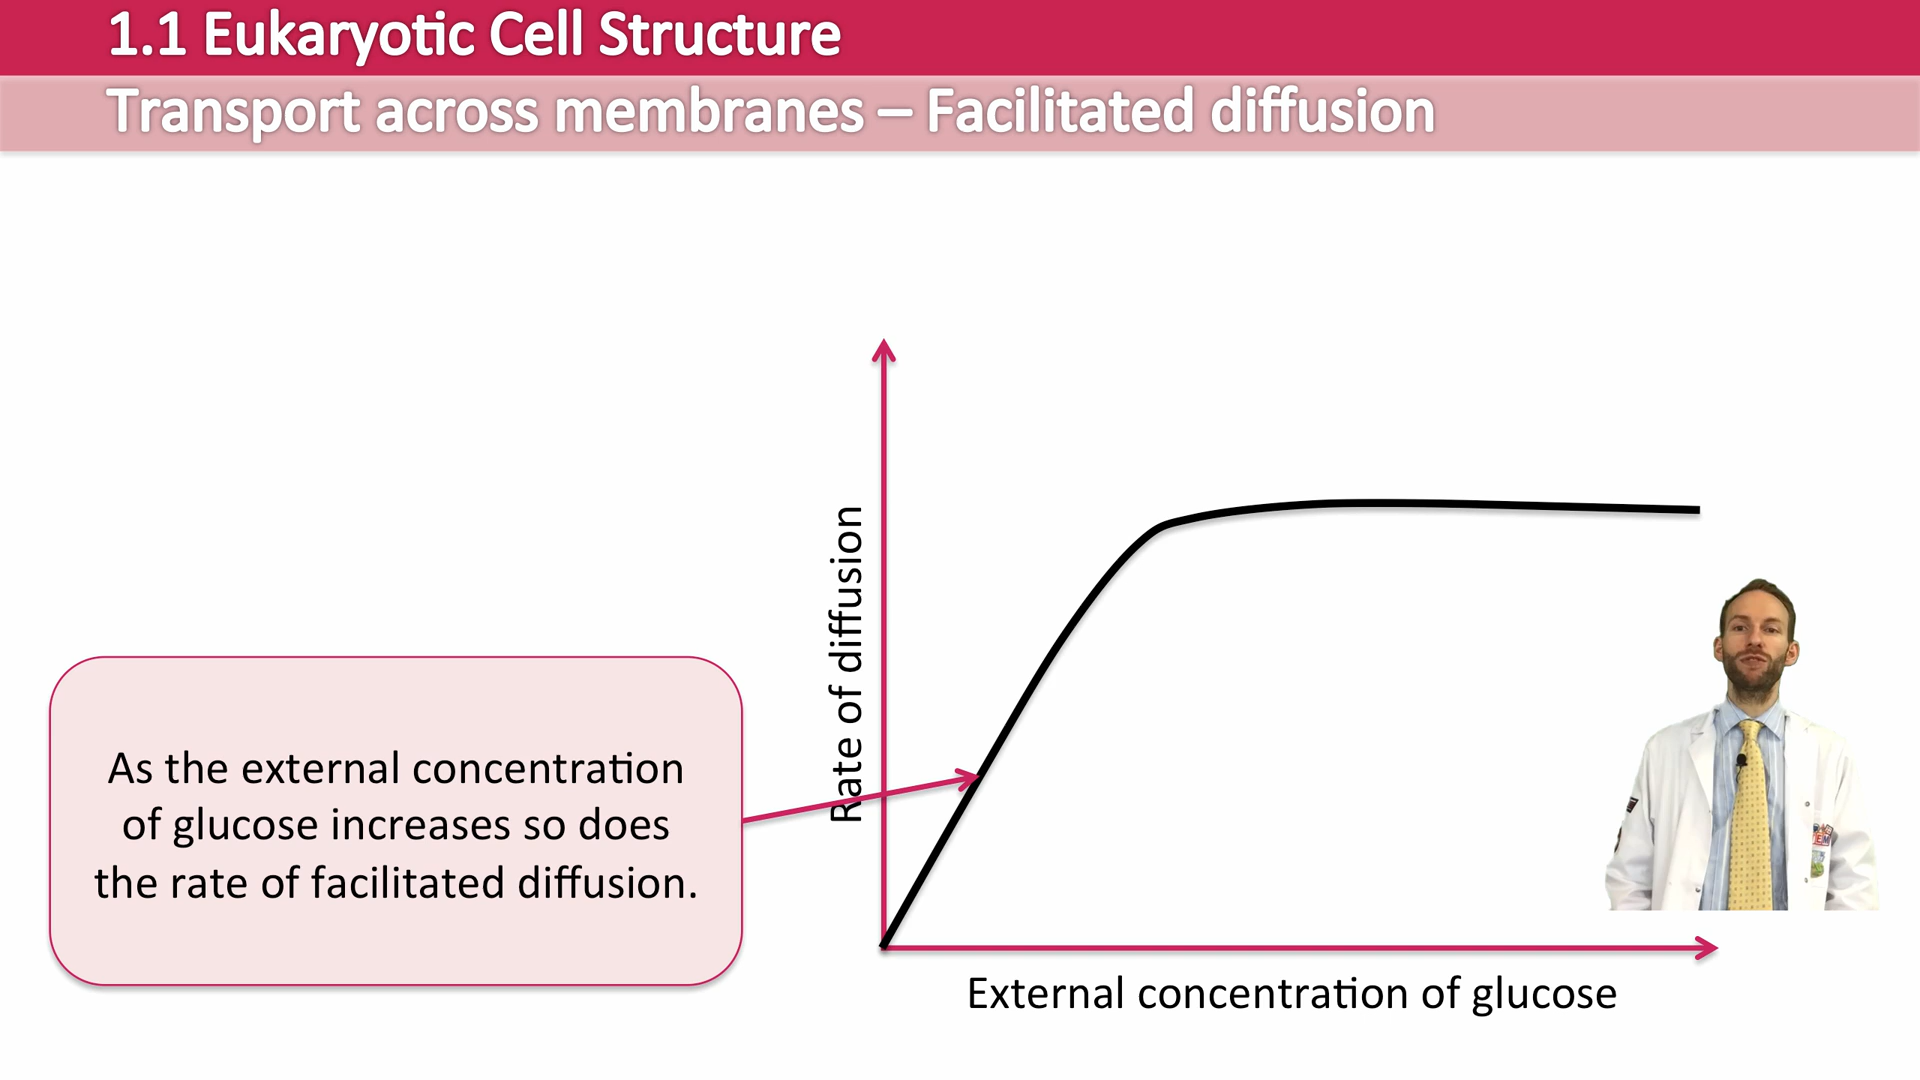 1.1 Eukaryotic Cell Structure
Transport across membranes – Facilitated diffusion
Rate of diffusion
As the external concentration
of glucose increases so does
the rate of facilitated diffusion.
External concentration of glucose